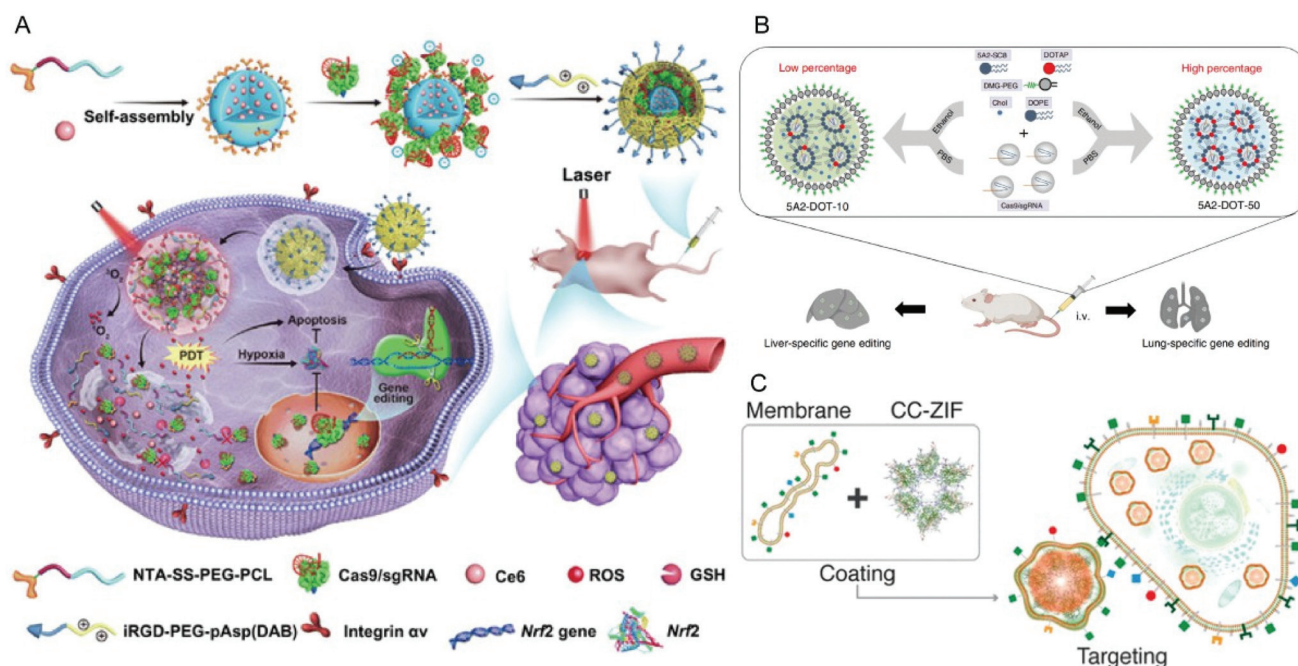 A
Self-assembly
Laser
³O₂
¹O₂
PDT
Apoptosis
Hypoxia
Gene
editing
NTA-SS-PEG-PCL
Cas9/sgRNA
Ce6
ROS
GSH
iRGD-PEG-pAsp(DAB)
Integrin αv
Nrf2 gene
Nrf2
B
Low percentage
5A2-SC8
DOTAP
High percentage
DMG-PEG
Chol
DOPE
Ethanol
PBS
+
Ethanol
PBS
Cas9/sgRNA
5A2-DOT-10
5A2-DOT-50
i.v.
Liver-specific gene editing
Lung-specific gene editing
C
Membrane
CC-ZIF
+
Coating
Targeting